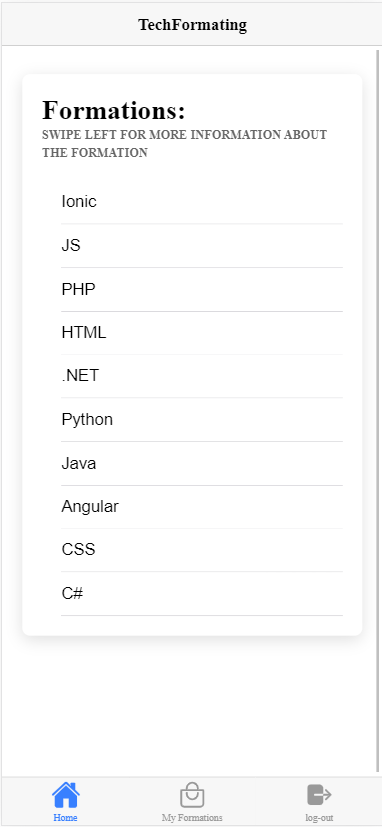 TechFormating
Formations:
SWIPE LEFT FOR MORE INFORMATION ABOUT
THE FORMATION
Ionic
JS
PHP
HTML
.NET
Python
Java
Angular
CSS
C#
Home
My Formations
log-out